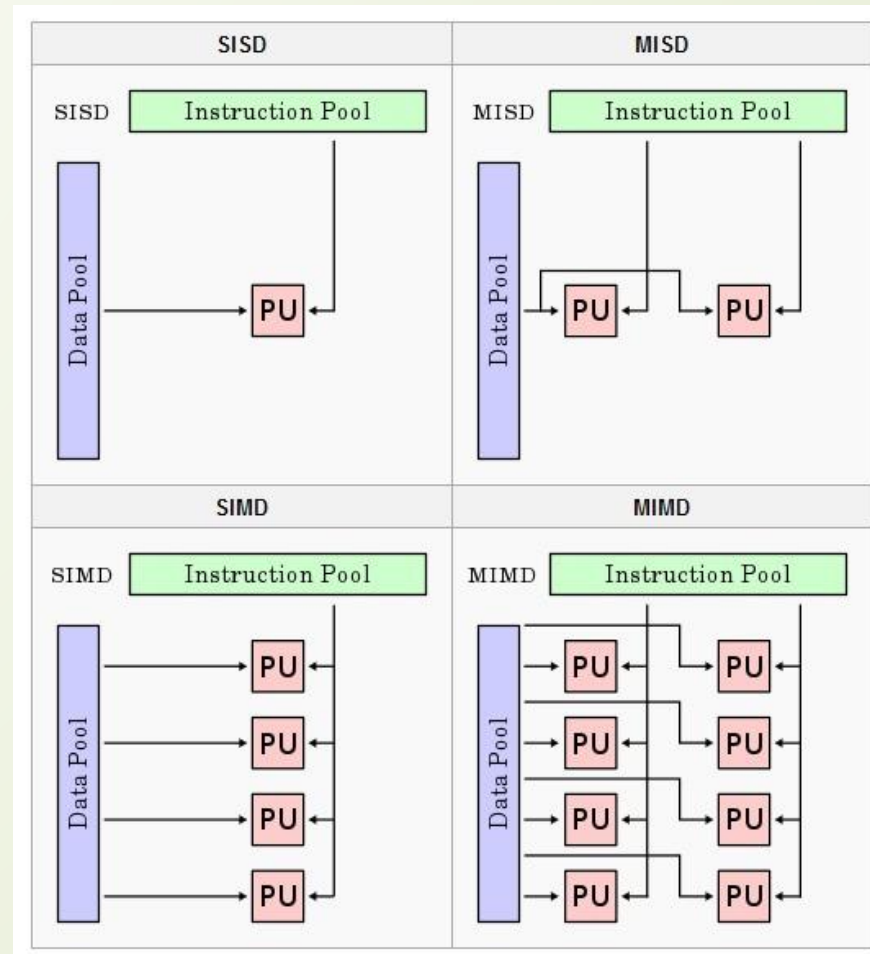 SISD
MISD
SISD
Instruction Pool
Data Pool
PU
MISD
Instruction Pool
Data Pool
PU
PU
SIMD
MIMD
SIMD
Instruction Pool
Data Pool
PU
PU
PU
PU
MIMD
Instruction Pool
Data Pool
PU
PU
PU
PU
PU
PU
PU
PU